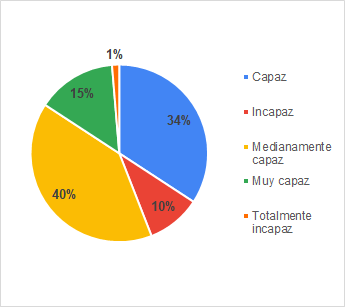 1%
15%
34%
40%
10%
Capaz
Incapaz
Medianamente
capaz
Muy capaz
Totalmente
incapaz